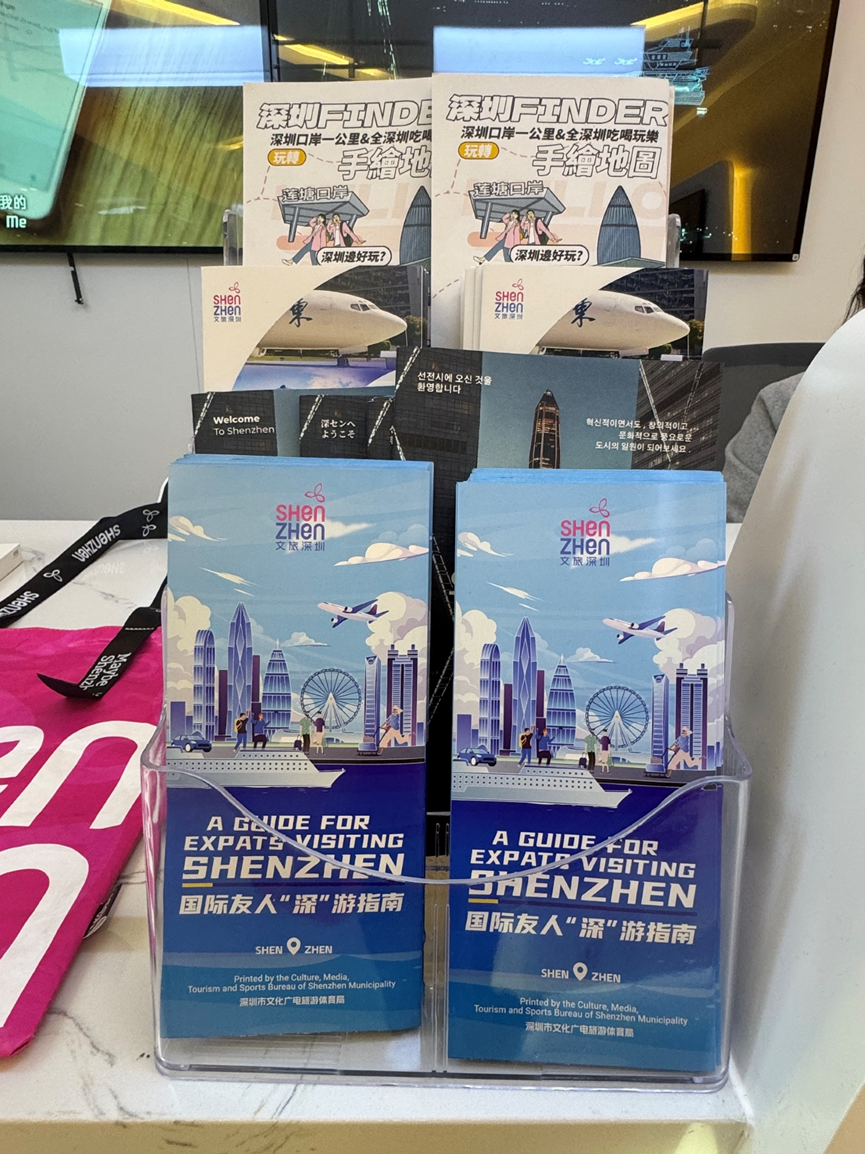 我的
Me
深圳FINDE
深圳口岸一公里&全深圳吃喝
玩轉
手繪地
莲塘口岸
深圳邊好玩?
深圳FINDER
深圳口岸一公里&全深圳吃喝玩樂
玩轉
手繪地圖
莲塘口岸
深圳邊好玩?
SHEN
ZHEN
文旅深圳
東
SHEN
ZHEN
文旅深圳
東
Welcome
To Shenzhen
深センへ
ようこそ
선전시에 오신 것을
환영합니다
혁신적이면서도, 창의적이고,
문화적으로 풍요로운
도시의 일원이 되어보세요.
SHEN
ZHEN
文旅深圳
A GUIDE FOR
EXPATS VISITING
SHENZHEN
国际友人“深”游指南
SHEN ZHEN
Printed by the Culture, Media,
Tourism and Sports Bureau of Shenzhen Municipality
深圳市文化广电旅游体育局
SHEN
ZHEN
文旅深圳
A GUIDE FOR
EXPATS VISITING
SHENZHEN
国际友人“深”游指南
SHEN ZHEN
Printed by the Culture, Media,
Tourism and Sports Bureau of Shenzhen Municipality
深圳市文化广电旅游体育局
Shenzhen
Shenz
Maybe
Shenzh
en
n